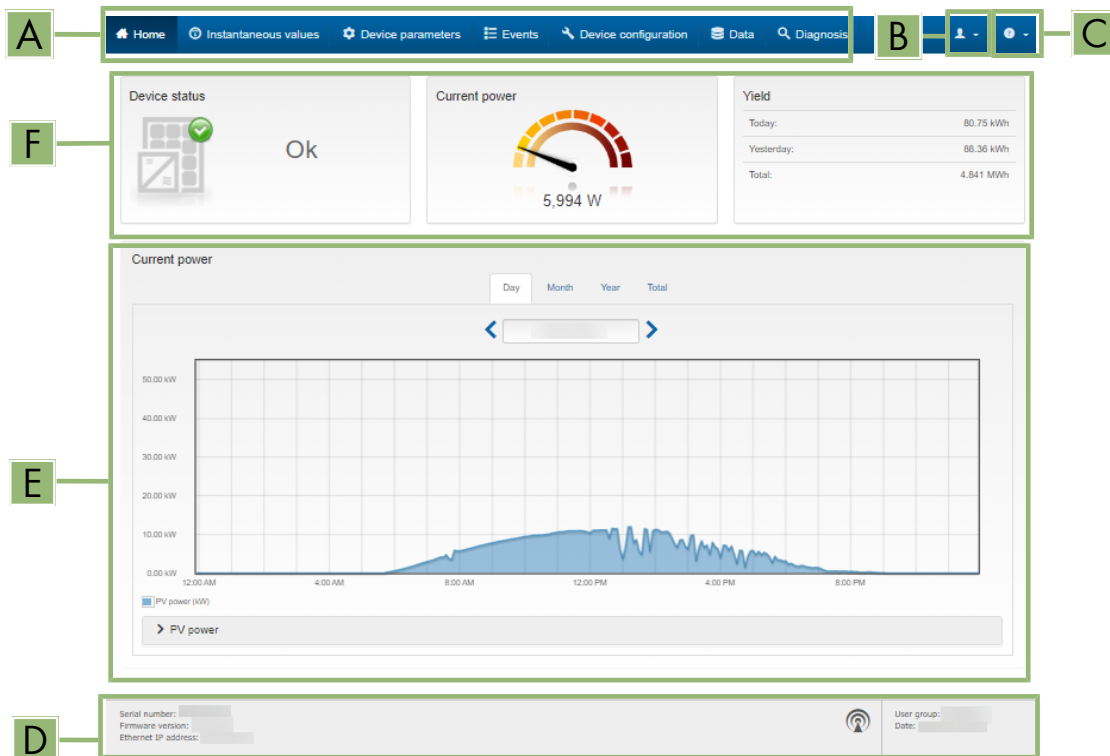 A
Home Instantaneous values Device parameters Events Device configuration Data Diagnosis
B
C
F
Device status
Ok
Current power
5,994 W
Yield
Today: 80.75 kWh
Yesterday: 88.36 kWh
Total: 4.841 MWh
E
Current power
Day Month Year Total
50.00 kW
40.00 kW
30.00 kW
20.00 kW
10.00 kW
0.00 kW
12:00 AM 4:00 AM 8:00 AM 12:00 PM 4:00 PM 8:00 PM
PV power (kW)
PV power
D
Serial number:
Firmware version:
Ethernet IP address:
User group:
Date: